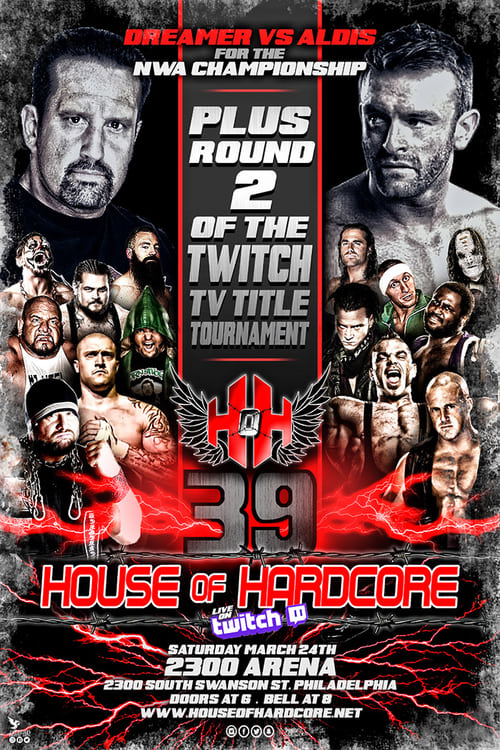 DREAMER VS ALDIS
FOR THE
NWA CHAMPIONSHIP
PLUS
ROUND
2
OF THE
TWITCH
TV TITLE
TOURNAMENT
HOH
39
HOUSE OF HARDCORE
LIVE ON twitch
SATURDAY MARCH 24TH
2300 ARENA
2300 SOUTH SWANSON ST. PHILADELPHIA
DOORS AT 6 . BELL AT 8
WWW.HOUSEOFHARDCORE.NET